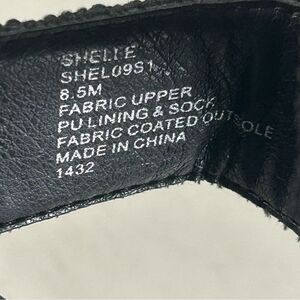 SHELLE
SHEL09S1
8.5M
FABRIC UPPER
PU LINING & SOCK
FABRIC COATED OUTSOLE
MADE IN CHINA
1432